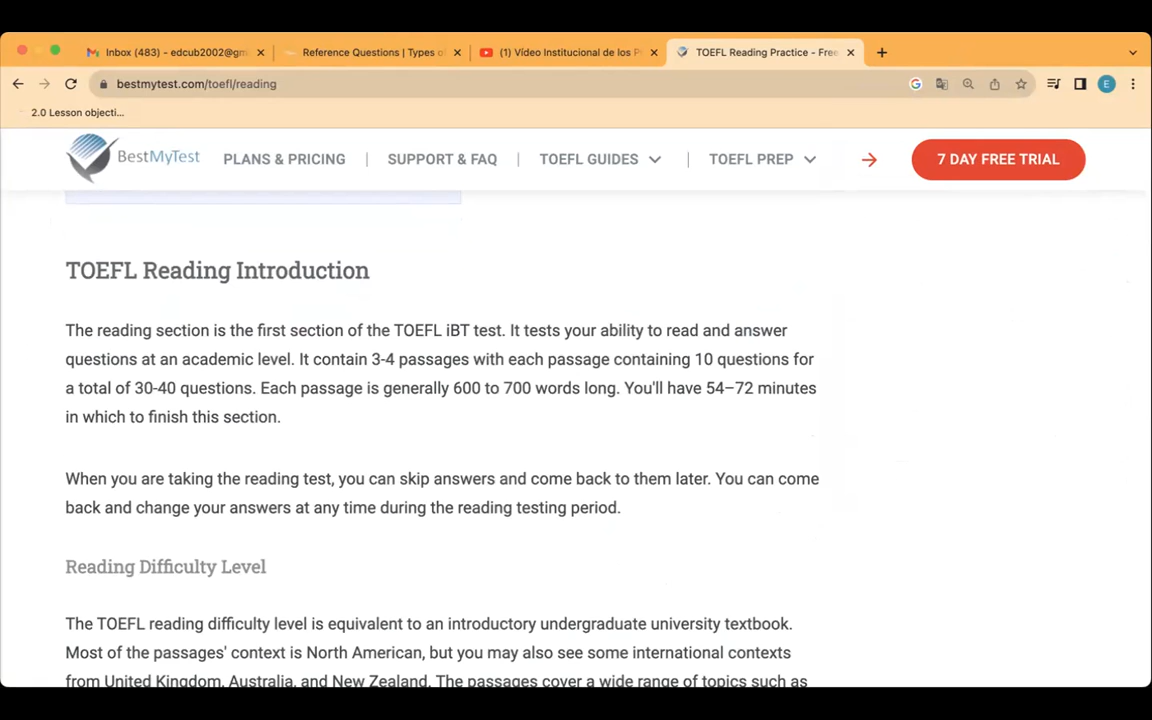 Inbox (483) - edcub2002@gm
Reference Questions | Types o
(1) Vídeo Institucional de los P
TOEFL Reading Practice - Free
bestmytest.com/toefl/reading
E
2.0 Lesson objecti...
BestMyTest
PLANS & PRICING | SUPPORT & FAQ | TOEFL GUIDES | TOEFL PREP
7 DAY FREE TRIAL
TOEFL Reading Introduction
The reading section is the first section of the TOEFL iBT test. It tests your ability to read and answer
questions at an academic level. It contain 3-4 passages with each passage containing 10 questions for
a total of 30-40 questions. Each passage is generally 600 to 700 words long. You'll have 54–72 minutes
in which to finish this section.
When you are taking the reading test, you can skip answers and come back to them later. You can come
back and change your answers at any time during the reading testing period.
Reading Difficulty Level
The TOEFL reading difficulty level is equivalent to an introductory undergraduate university textbook.
Most of the passages' context is North American, but you may also see some international contexts
from United Kingdom, Australia, and New Zealand. The passages cover a wide range of topics such as